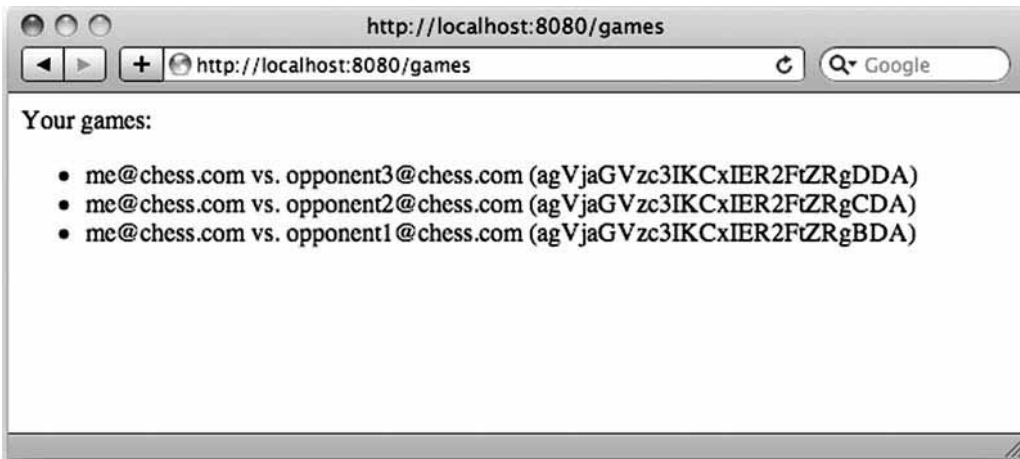 http://localhost:8080/games
http://localhost:8080/games
Google
Your games:
• me@chess.com vs. opponent3@chess.com (agVjaGVzc3IKCxIER2FtZRgDDA)
• me@chess.com vs. opponent2@chess.com (agVjaGVzc3IKCxIER2FtZRgCDA)
• me@chess.com vs. opponent1@chess.com (agVjaGVzc3IKCxIER2FtZRgBDA)